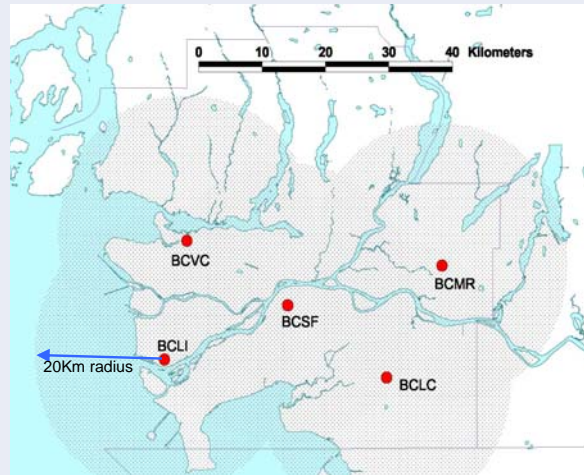 0 10 20 30 40 Kilometers
BCVC
BCMR
BCSF
BCLI
20Km radius
BCLC